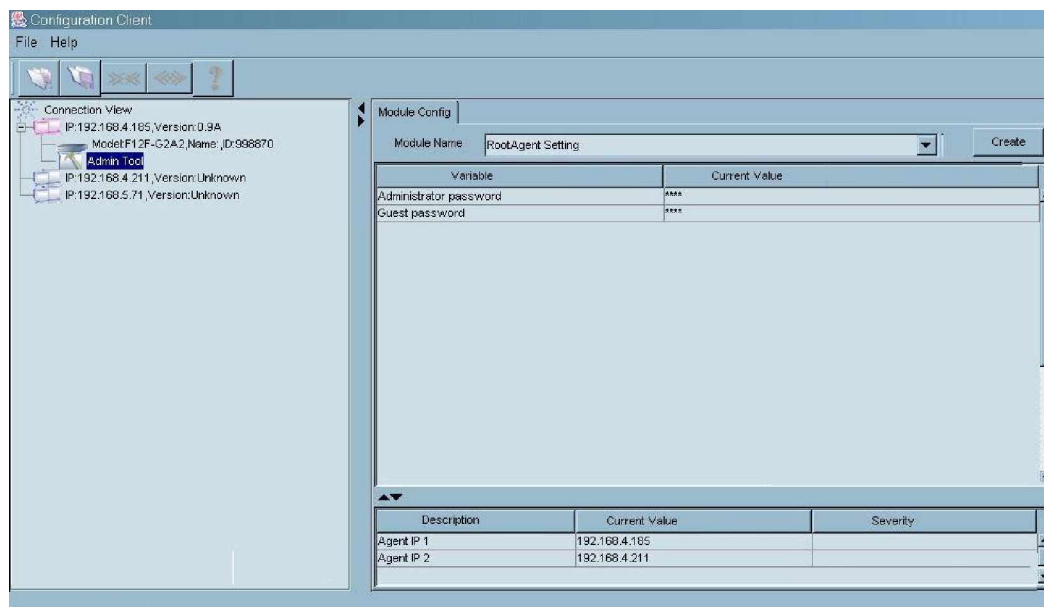 Configuration Client
File Help
?
Connection View
IP:192.168.4.185,Version:0.9A
Model:F12F-G2A2,Name:,ID:998870
Admin Tool
IP:192.168.4.211,Version:Unknown
IP:192.168.5.71,Version:Unknown
Module Config
Module Name RootAgent Setting Create
Variable Current Value
Administrator password ****
Guest password ****
Description Current Value Severity
Agent IP 1 192.168.4.185
Agent IP 2 192.168.4.211